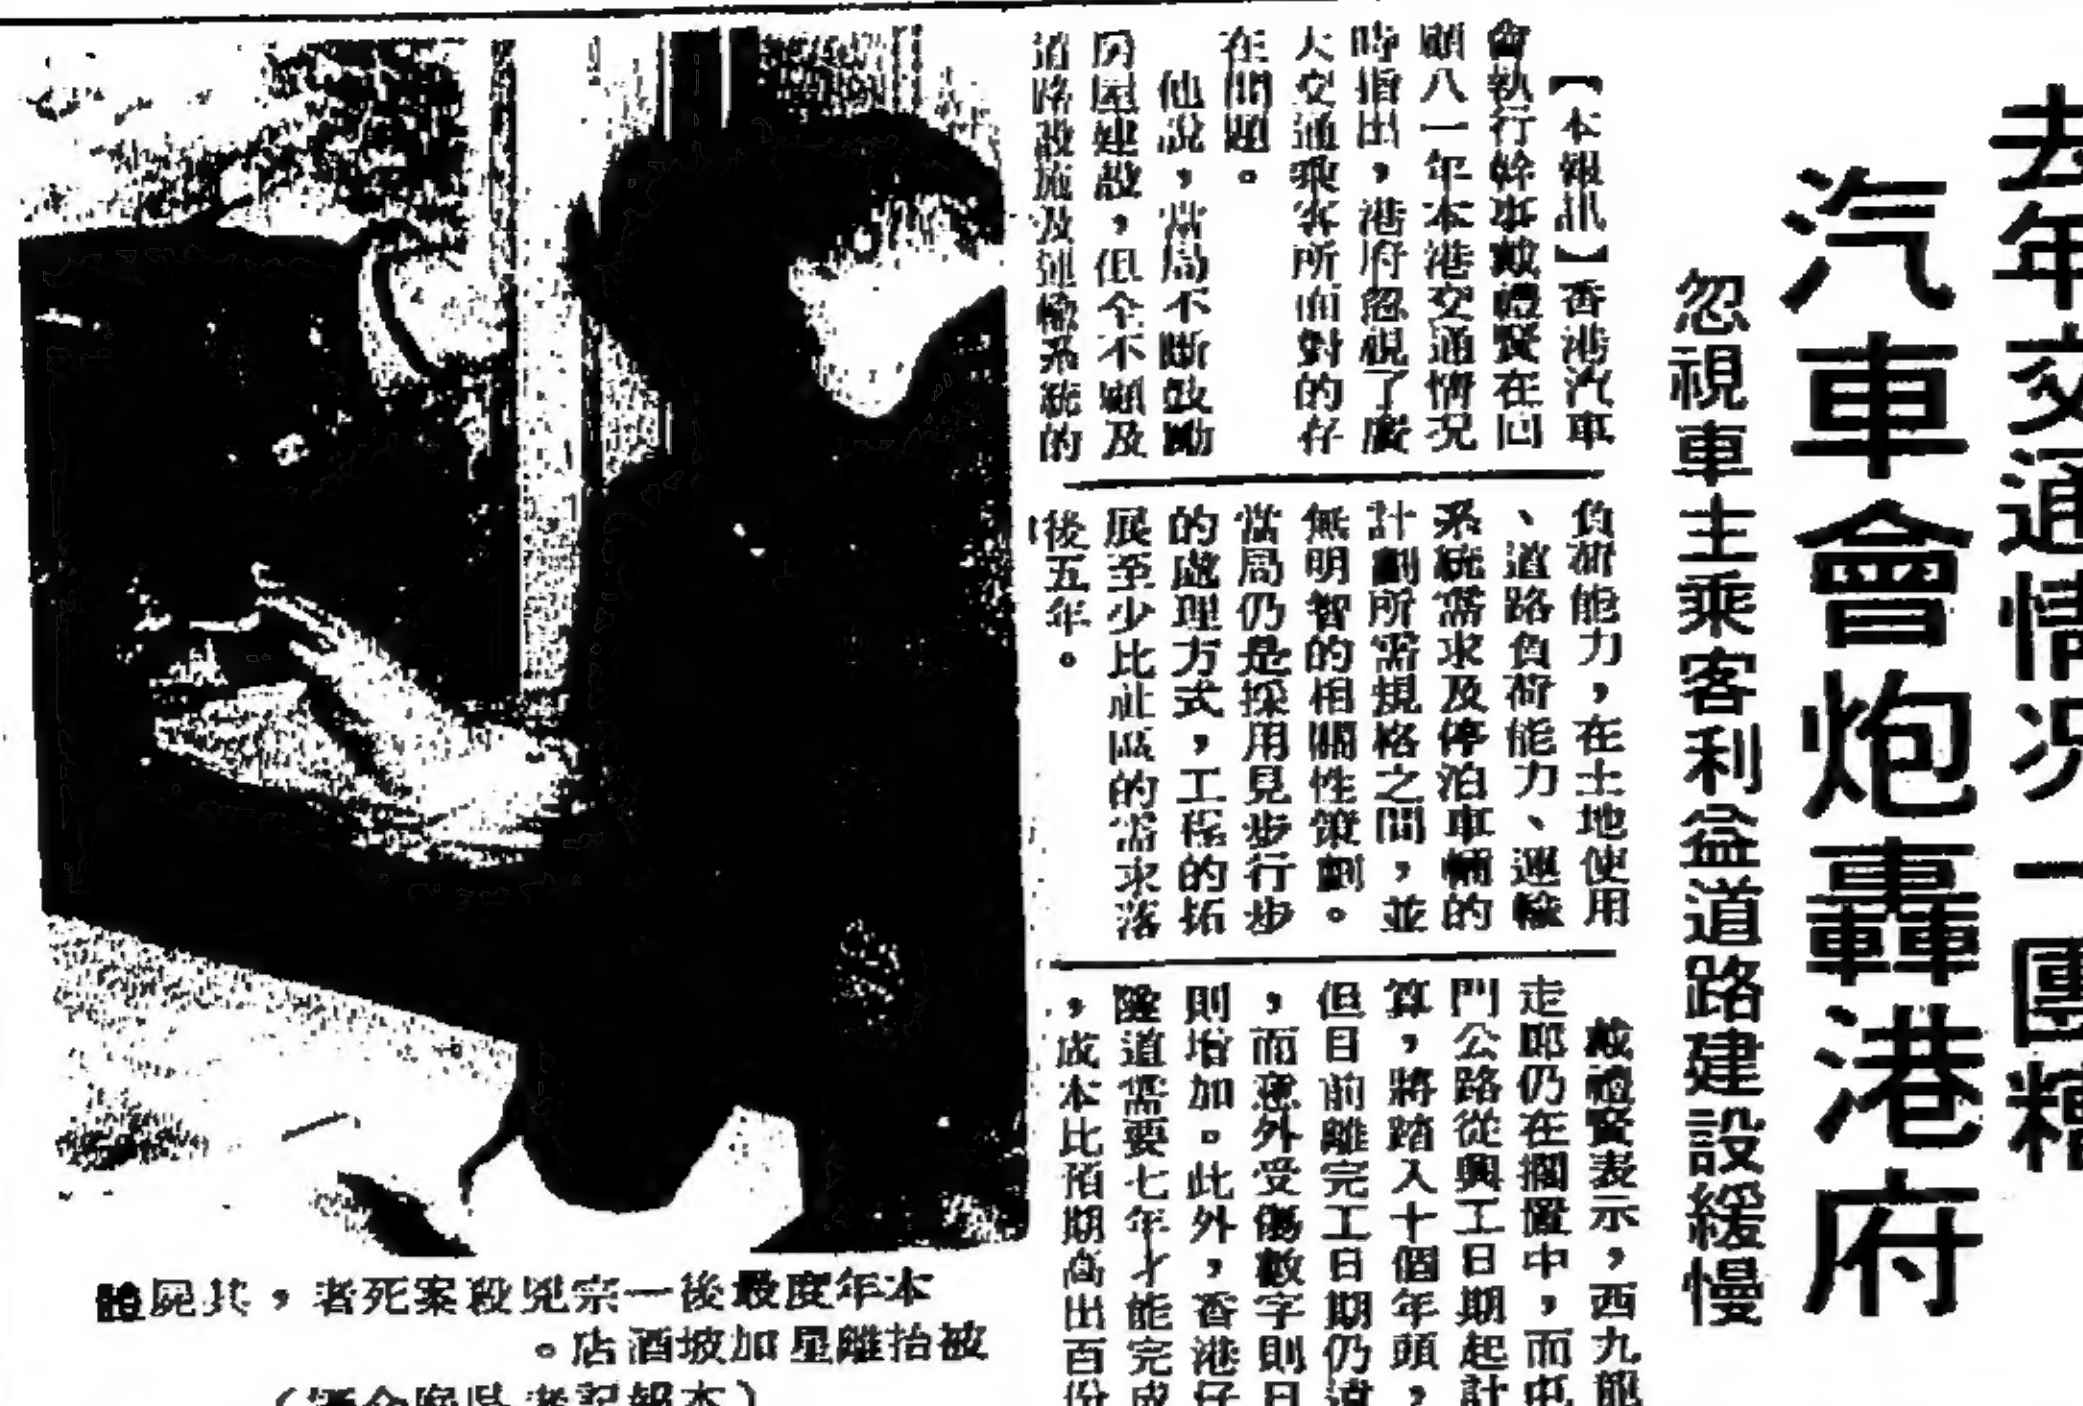 去年交通情況一團糟
汽車會炮轟港府
忽視車主乘客利益道路建設緩慢
【本報訊】香港汽車
會執行幹事戴禮賢在回
顧八一年本港交通情況
時指出，港府忽視了廣
大交通乘客所面對的存
在問題。
他說，當局不斷鼓勵
房屋建設，但全不顧及
道路設施及運輸系統的
負荷能力，在土地使用
、道路負荷能力、運輸
系統需求及停泊車輛的
計劃所需規格之間，並
無明智的相關性策劃。
當局仍是採用見步行步
的處理方式，工程的拓
展至少比社區的需求落
後五年。
戴禮賢表示，西九龍
走廊仍在擱置中，而屯
門公路從興工日期起計
算，將踏入十個年頭，
但目前離完工日期仍遠
，而意外受傷數字則日
則增加。此外，香港仔
隧道需要七年才能完成
，成本比預期高出百份
本年度最後一宗兇殺案死者，其屍體
被抬離星加坡酒店。
（本報記者